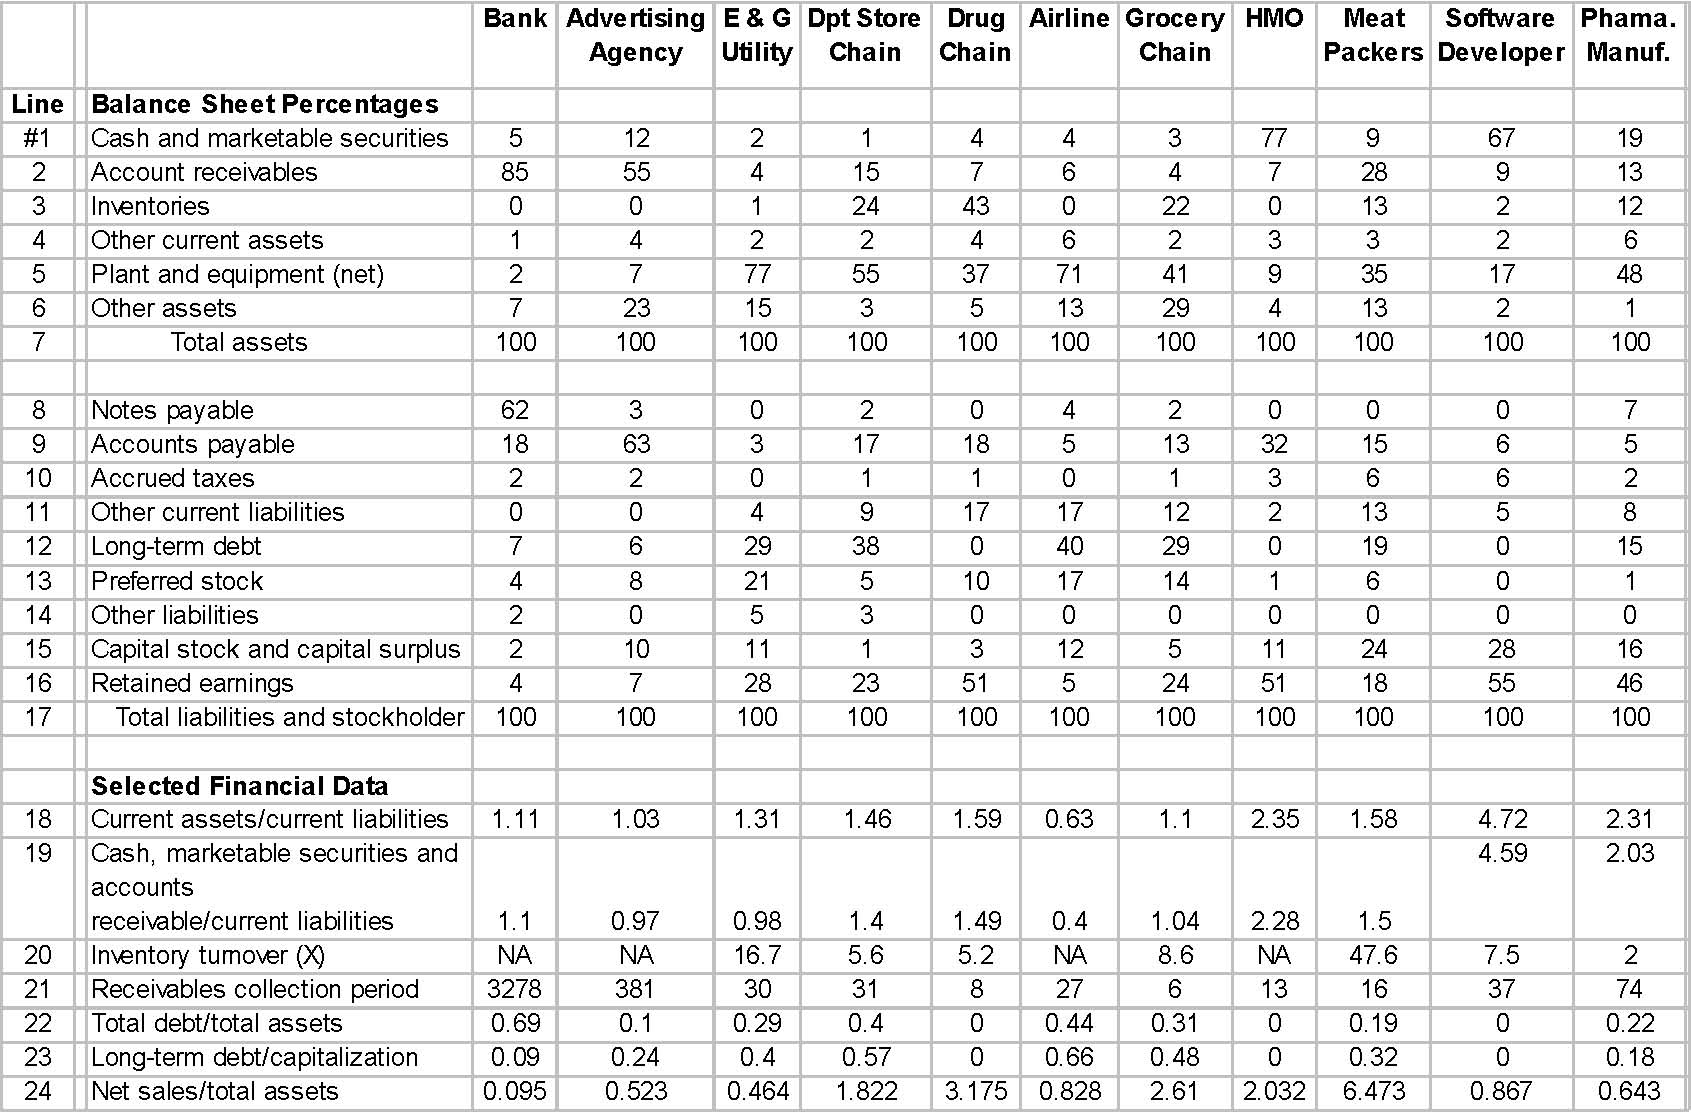 Bank Advertising E & G Dpt Store Drug Airline Grocery HMO Meat Software Phama.
Agency Utility Chain Chain Chain Packers Developer Manuf.
Line Balance Sheet Percentages
#1 Cash and marketable securities 5 12 2 1 4 4 3 77 9 67 19
2 Account receivables 85 55 4 15 7 6 4 7 28 9 13
3 Inventories 0 0 1 24 43 0 22 0 13 2 12
4 Other current assets 1 4 2 2 4 6 2 3 3 2 6
5 Plant and equipment (net) 2 7 77 55 37 71 41 9 35 17 48
6 Other assets 7 23 15 3 5 13 29 4 13 2 1
7 Total assets 100 100 100 100 100 100 100 100 100 100 100
8 Notes payable 62 3 0 2 0 4 2 0 0 0 7
9 Accounts payable 18 63 3 17 18 5 13 32 15 6 5
10 Accrued taxes 2 2 0 1 1 0 1 3 6 6 2
11 Other current liabilities 0 0 4 9 17 17 12 2 13 5 8
12 Long-term debt 7 6 29 38 0 40 29 0 19 0 15
13 Preferred stock 4 8 21 5 10 17 14 1 6 0 1
14 Other liabilities 2 0 5 3 0 0 0 0 0 0 0
15 Capital stock and capital surplus 2 10 11 1 3 12 5 11 24 28 16
16 Retained earnings 4 7 28 23 51 5 24 51 18 55 46
17 Total liabilities and stockholder 100 100 100 100 100 100 100 100 100 100 100
Selected Financial Data
18 Current assets/current liabilities 1.11 1.03 1.31 1.46 1.59 0.63 1.1 2.35 1.58 4.72 2.31
19 Cash, marketable securities and 4.59 2.03
accounts
receivable/current liabilities 1.1 0.97 0.98 1.4 1.49 0.4 1.04 2.28 1.5
20 Inventory turnover (X) NA NA 16.7 5.6 5.2 NA 8.6 NA 47.6 7.5 2
21 Receivables collection period 3278 381 30 31 8 27 6 13 16 37 74
22 Total debt/total assets 0.69 0.1 0.29 0.4 0 0.44 0.31 0 0.19 0 0.22
23 Long-term debt/capitalization 0.09 0.24 0.4 0.57 0 0.66 0.48 0 0.32 0 0.18
24 Net sales/total assets 0.095 0.523 0.464 1.822 3.175 0.828 2.61 2.032 6.473 0.867 0.643